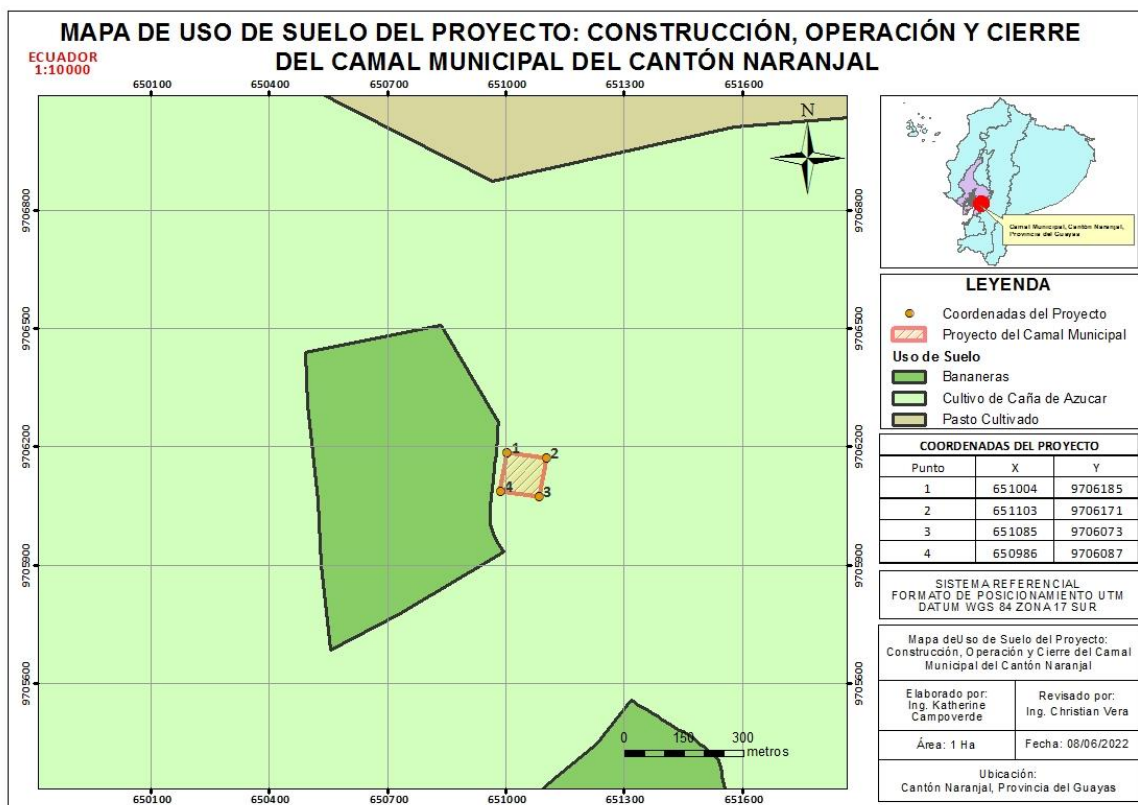 MAPA DE USO DE SUELO DEL PROYECTO: CONSTRUCCIÓN, OPERACIÓN Y CIERRE
DEL CAMAL MUNICIPAL DEL CANTÓN NARANJAL
ECUADOR
1:10000
650100 650400 650700 651000 651300 651600
N
9706800 9706800
9706500 9706500
9706200 9706200
1 2
4 3
9705900 9705900
9705600 9705600
0 150 300
metros
650100 650400 650700 651000 651300 651600
Camal Municipal, Cantón Naranjal,
Provincia del Guayas
LEYENDA
Coordenadas del Proyecto
Proyecto del Camal Municipal
Uso de Suelo
Bananeras
Cultivo de Caña de Azucar
Pasto Cultivado
COORDENADAS DEL PROYECTO
Punto X Y
1 651004 9706185
2 651103 9706171
3 651085 9706073
4 650986 9706087
SISTEMA REFERENCIAL
FORMATO DE POSICIONAMIENTO UTM
DATUM WGS 84 ZONA 17 SUR
Mapa deUso de Suelo del Proyecto:
Construcción, Operación y Cierre del Camal
Municipal del Cantón Naranjal
Elaborado por:
Ing. Katherine
Campoverde
Revisado por:
Ing. Christian Vera
Área: 1 Ha
Fecha: 08/06/2022
Ubicación:
Cantón Naranjal, Provincia del Guayas